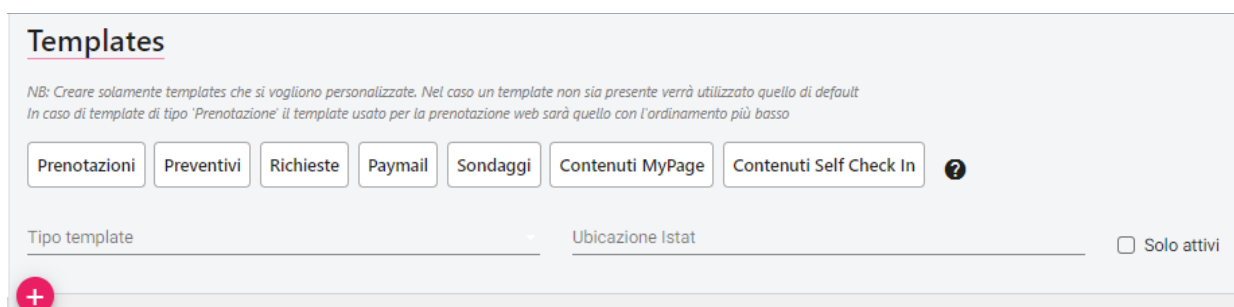 Templates
NB: Creare solamente templates che si vogliono personalizzate. Nel caso un template non sia presente verrà utilizzato quello di default
In caso di template di tipo 'Prenotazione' il template usato per la prenotazione web sarà quello con l'ordinamento più basso
Prenotazioni Preventivi Richieste Paymail Sondaggi Contenuti MyPage Contenuti Self Check In ?
Tipo template Ubicazione Istat Solo attivi
+